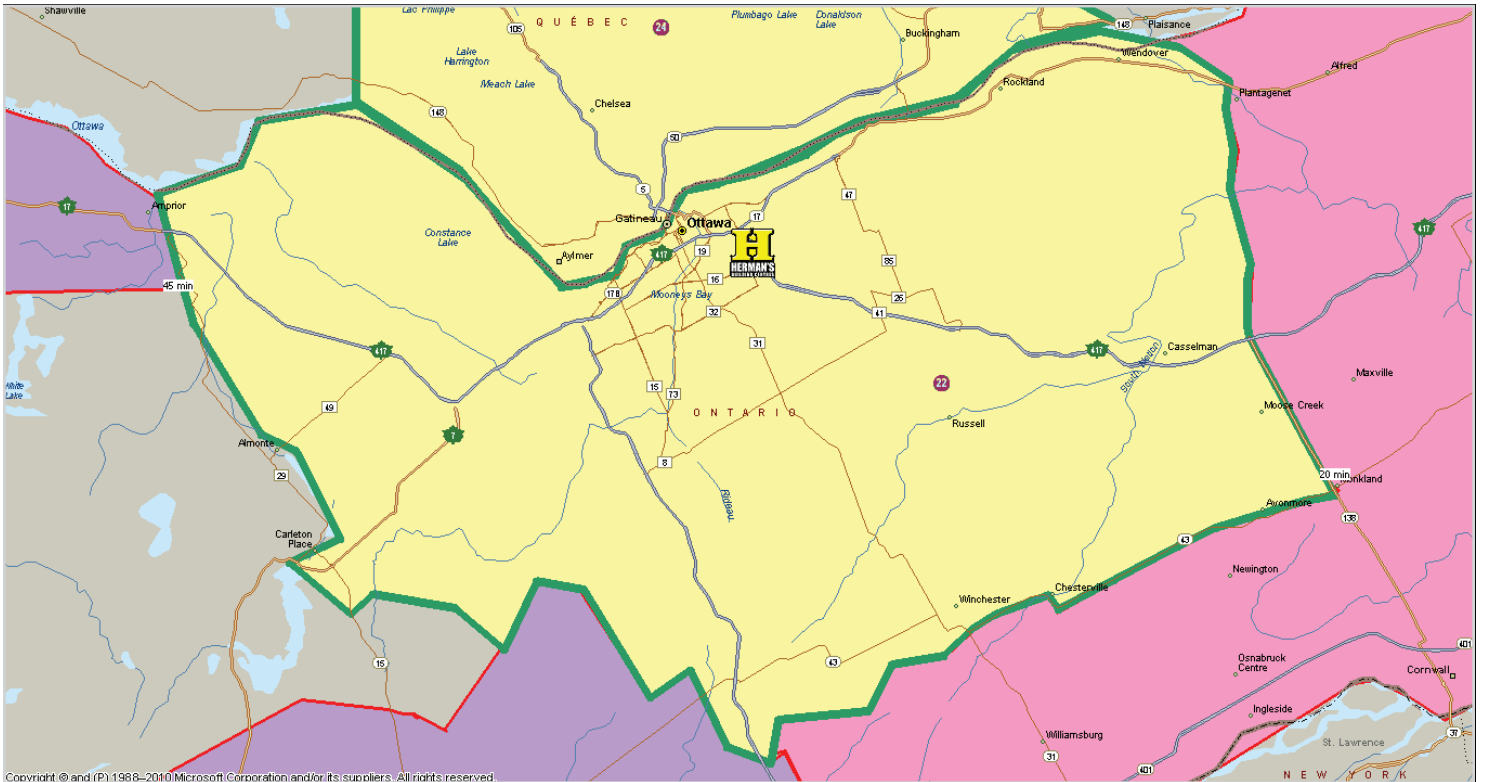 Shawville
Lac Philippe
QUÉBEC
24
Plumbago Lake
Donaldson
Lake
148
Plaisance
105
Buckingham
Wendover
Lake
Harrington
Alfred
Meach Lake
Rockland
Plantagenet
Chelsea
148
Ottawa
50
5
47
17
Arnprior
Gatineau
Ottawa
17
417
Constance
Lake
H
HERMAN'S
BUILDING CENTRES
Aylmer
417
19
85
45 min
16
17B
Mooneys Bay
26
32
41
31
417
417
Casselman
South Nation
White
Lake
Maxville
15
73
22
49
ONTARIO
Moose Creek
Russell
7
Almonte
8
29
20 min
Monkland
Rideau
Avonmore
138
Carleton
Place
43
Newington
Chesterville
Winchester
401
15
43
Osnabruck
Centre
Cornwall
Ingleside
Williamsburg
37
St. Lawrence
31
401
NEW YORK
Copyright © and (P) 1988–2010 Microsoft Corporation and/or its suppliers. All rights reserved.